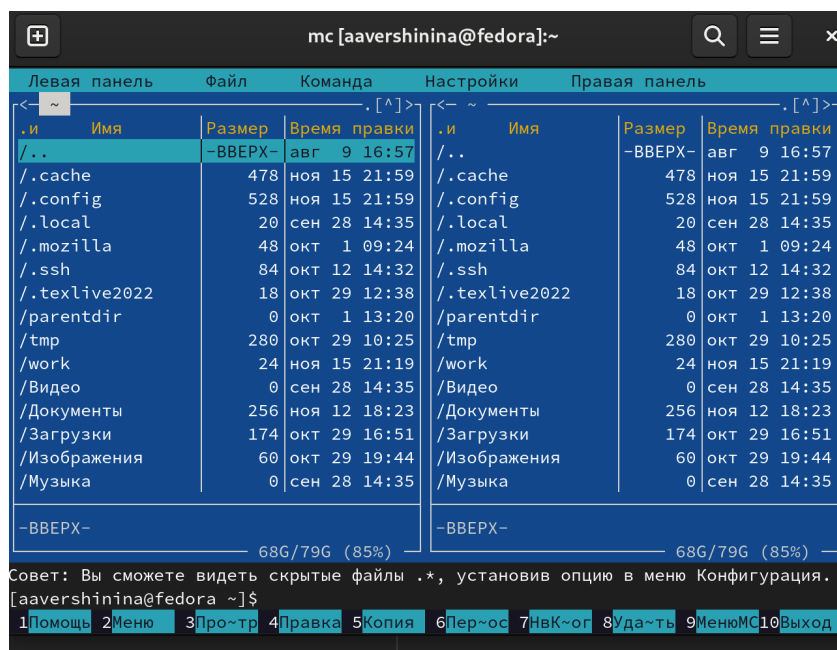 mc [aavershinina@fedora]:~
Левая панель Файл Команда Настройки Правая панель
<─ ~ .[^]> <─ ~ .[^]>
.и Имя Размер Время правки .и Имя Размер Время правки
/.. -ВВЕРХ- авг 9 16:57 /.. -ВВЕРХ- авг 9 16:57
/.cache 478 ноя 15 21:59 /.cache 478 ноя 15 21:59
/.config 528 ноя 15 21:59 /.config 528 ноя 15 21:59
/.local 20 сен 28 14:35 /.local 20 сен 28 14:35
/.mozilla 48 окт 1 09:24 /.mozilla 48 окт 1 09:24
/.ssh 84 окт 12 14:32 /.ssh 84 окт 12 14:32
/.texlive2022 18 окт 29 12:38 /.texlive2022 18 окт 29 12:38
/parentdir 0 окт 1 13:20 /parentdir 0 окт 1 13:20
/tmp 280 окт 29 10:25 /tmp 280 окт 29 10:25
/work 24 ноя 15 21:19 /work 24 ноя 15 21:19
/Видео 0 сен 28 14:35 /Видео 0 сен 28 14:35
/Документы 256 ноя 12 18:23 /Документы 256 ноя 12 18:23
/Загрузки 174 окт 29 16:51 /Загрузки 174 окт 29 16:51
/Изображения 60 окт 29 19:44 /Изображения 60 окт 29 19:44
/Музыка 0 сен 28 14:35 /Музыка 0 сен 28 14:35
-ВВЕРХ- -ВВЕРХ-
68G/79G (85%) 68G/79G (85%)
Совет: Вы сможете видеть скрытые файлы .*, установив опцию в меню Конфигурация.
[aavershinina@fedora ~]$
1Помощь 2Меню 3Про~тр 4Правка 5Копия 6Пер~ос 7НвК~ог 8Уда~ть 9МенюМС10Выход